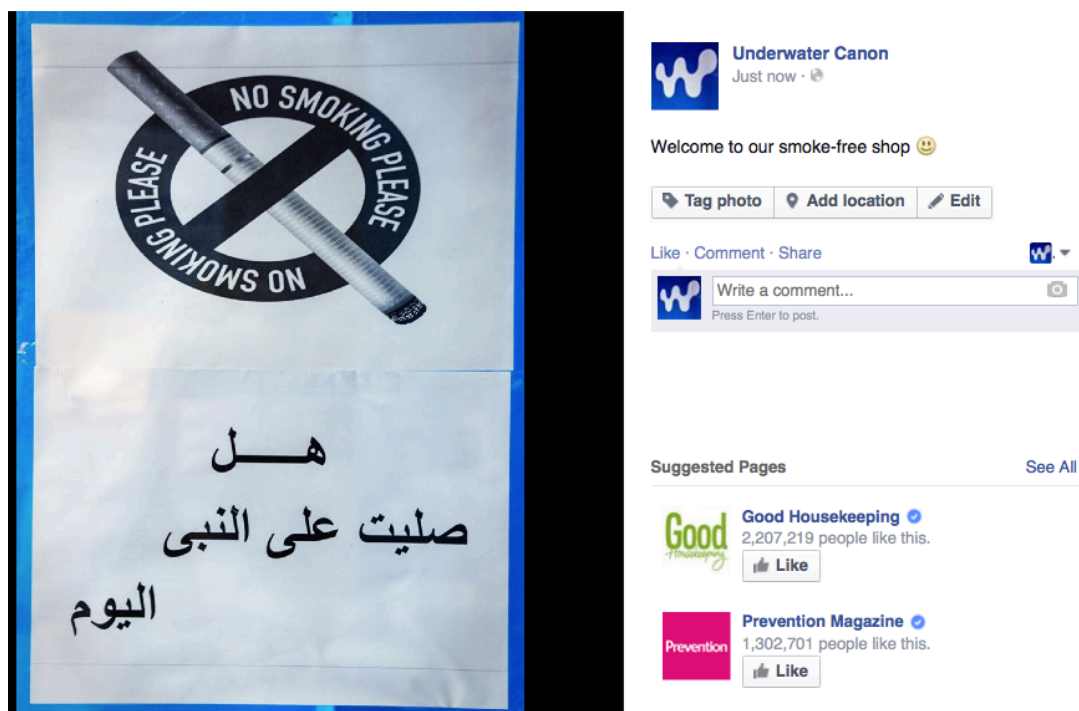 NO SMOKING PLEASE
NO SMOKING PLEASE
هـــل
صليت على النبى
اليوم
Underwater Canon
Just now
Welcome to our smoke-free shop
Tag photo
Add location
Edit
Like · Comment · Share
Write a comment...
Press Enter to post.
Suggested Pages
See All
Good Housekeeping
Good Housekeeping
2,207,219 people like this.
Like
Prevention
Prevention Magazine
1,302,701 people like this.
Like